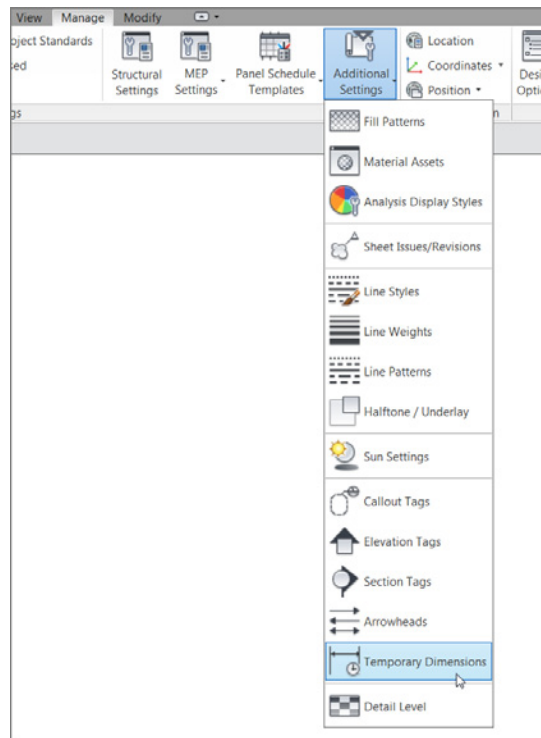 View Manage Modify
oject Standards
ed
Structural
Settings
MEP
Settings
Panel Schedule
Templates
Additional
Settings
Location
Coordinates
Position
Desi
Optio
gs
n
Fill Patterns
Material Assets
Analysis Display Styles
Sheet Issues/Revisions
Line Styles
Line Weights
Line Patterns
Halftone / Underlay
Sun Settings
Callout Tags
Elevation Tags
Section Tags
Arrowheads
Temporary Dimensions
Detail Level